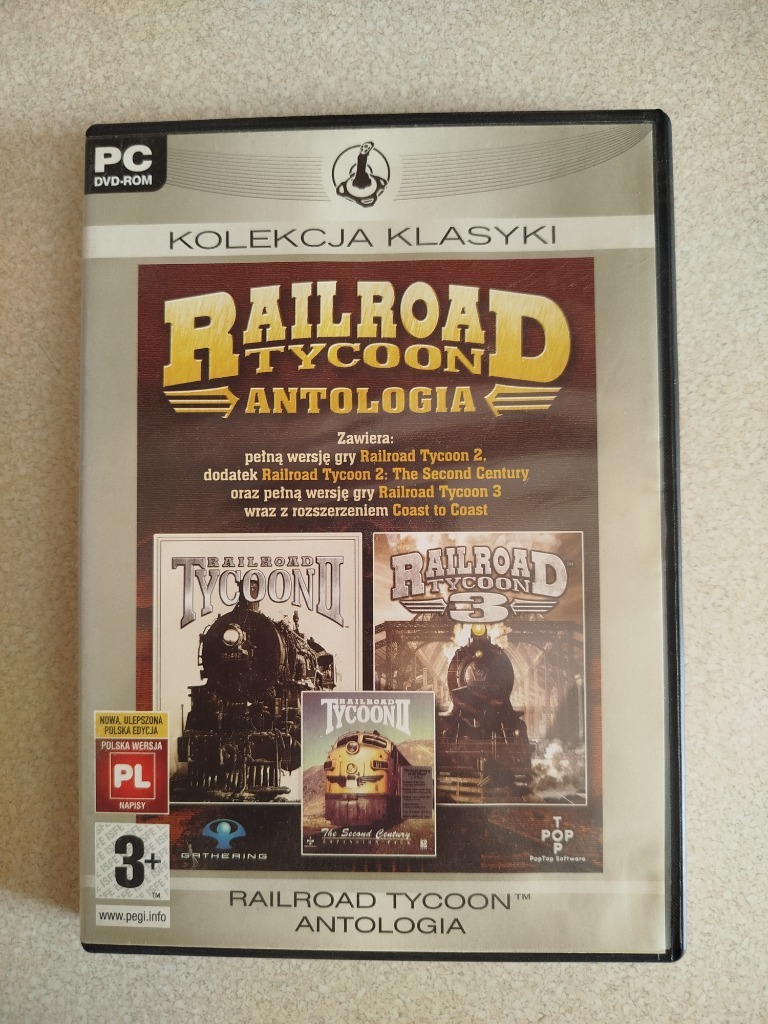 PC
DVD-ROM
KOLEKCJA KLASYKI
RAILROAD
TYCOON
ANTOLOGIA
Zawiera:
pełną wersję gry Railroad Tycoon 2,
dodatek Railroad Tycoon 2: The Second Century
oraz pełną wersję gry Railroad Tycoon 3
wraz z rozszerzeniem Coast to Coast
RAILROAD
TYCOON II
RAILROAD
TYCOON
3
RAILROAD
TYCOON II
The Second Century
EXPANSION PACK
NOWA, ULEPSZONA
POLSKA EDYCJA
POLSKA WERSJA
PL
NAPISY
GATHERING
T
POP
P
PopTop Software
3+
™
www.pegi.info
RAILROAD TYCOON™
ANTOLOGIA